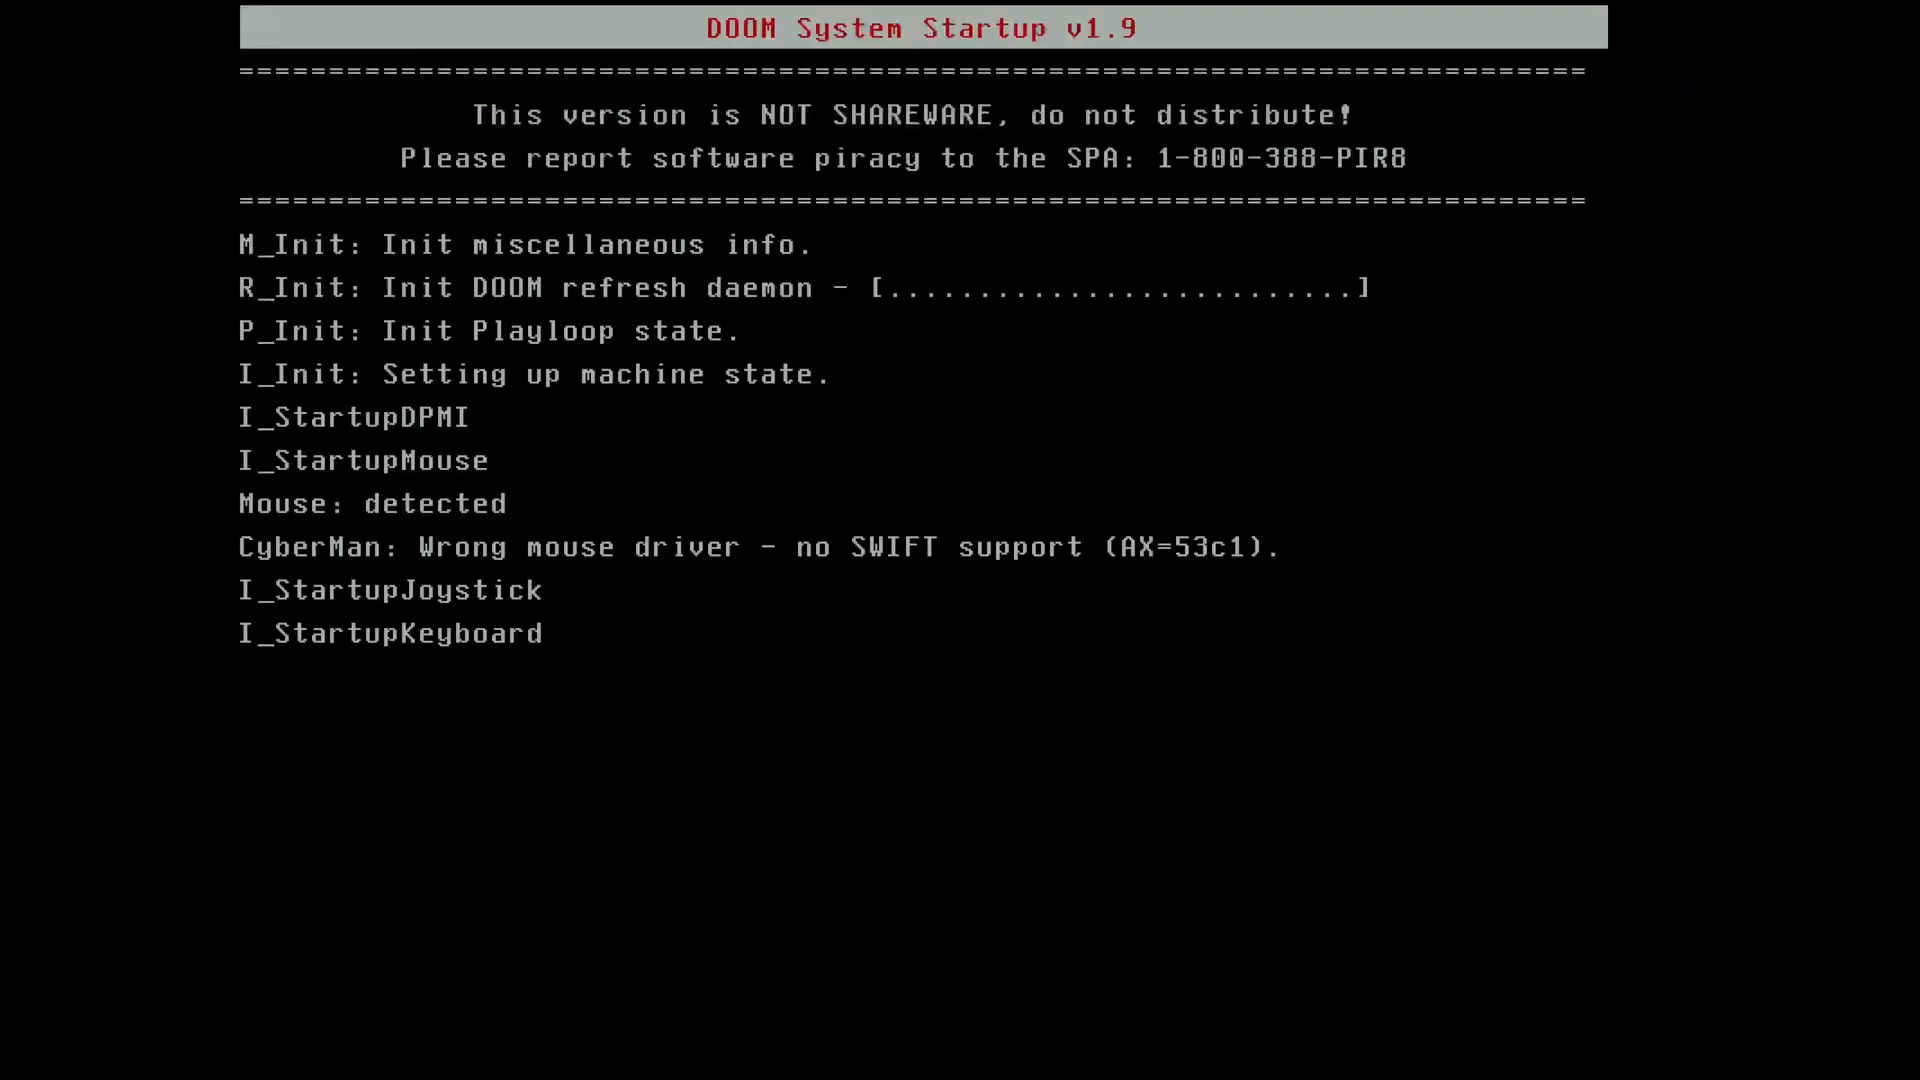 DOOM System Startup v1.9
===========================================================================
This version is NOT SHAREWARE, do not distribute!
Please report software piracy to the SPA: 1-800-388-PIR8
===========================================================================
M_Init: Init miscellaneous info.
R_Init: Init DOOM refresh daemon - [..........................]
P_Init: Init Playloop state.
I_Init: Setting up machine state.
I_StartupDPMI
I_StartupMouse
Mouse: detected
CyberMan: Wrong mouse driver - no SWIFT support (AX=53c1).
I_StartupJoystick
I_StartupKeyboard